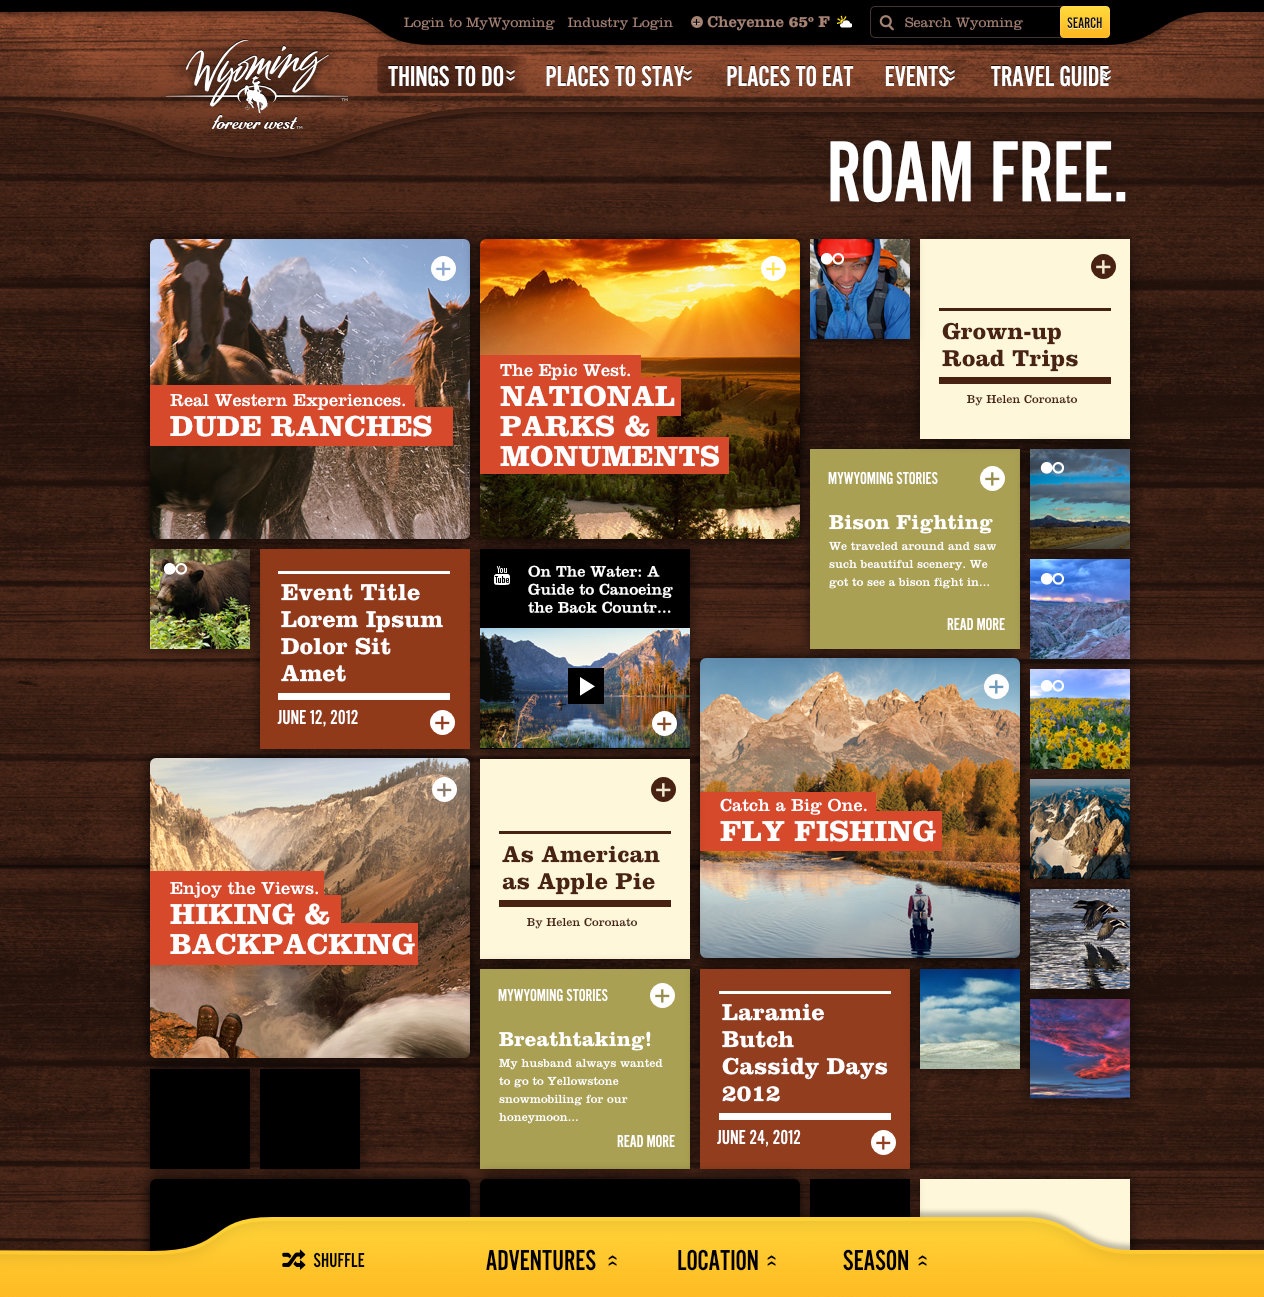 Login to MyWyoming Industry Login Cheyenne 65° F Search Wyoming SEARCH
Wyoming
forever west
THINGS TO DO PLACES TO STAY PLACES TO EAT EVENTS TRAVEL GUIDE
ROAM FREE.
Real Western Experiences.
DUDE RANCHES
The Epic West.
NATIONAL
PARKS &
MONUMENTS
Grown-up
Road Trips
By Helen Coronato
MYWYOMING STORIES
Bison Fighting
We traveled around and saw
such beautiful scenery. We
got to see a bison fight in...
READ MORE
Event Title
Lorem Ipsum
Dolor Sit
Amet
JUNE 12, 2012
You
Tube
On The Water: A
Guide to Canoeing
the Back Countr...
Catch a Big One.
FLY FISHING
Enjoy the Views.
HIKING &
BACKPACKING
As American
as Apple Pie
By Helen Coronato
MYWYOMING STORIES
Breathtaking!
My husband always wanted
to go to Yellowstone
snowmobiling for our
honeymoon...
READ MORE
Laramie
Butch
Cassidy Days
2012
JUNE 24, 2012
SHUFFLE ADVENTURES LOCATION SEASON